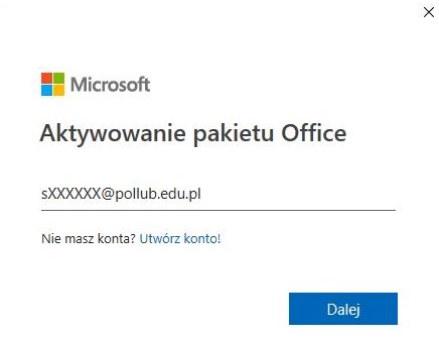 Microsoft
Aktywowanie pakietu Office
sXXXXXX@pollub.edu.pl
Nie masz konta? Utwórz konto!
Dalej